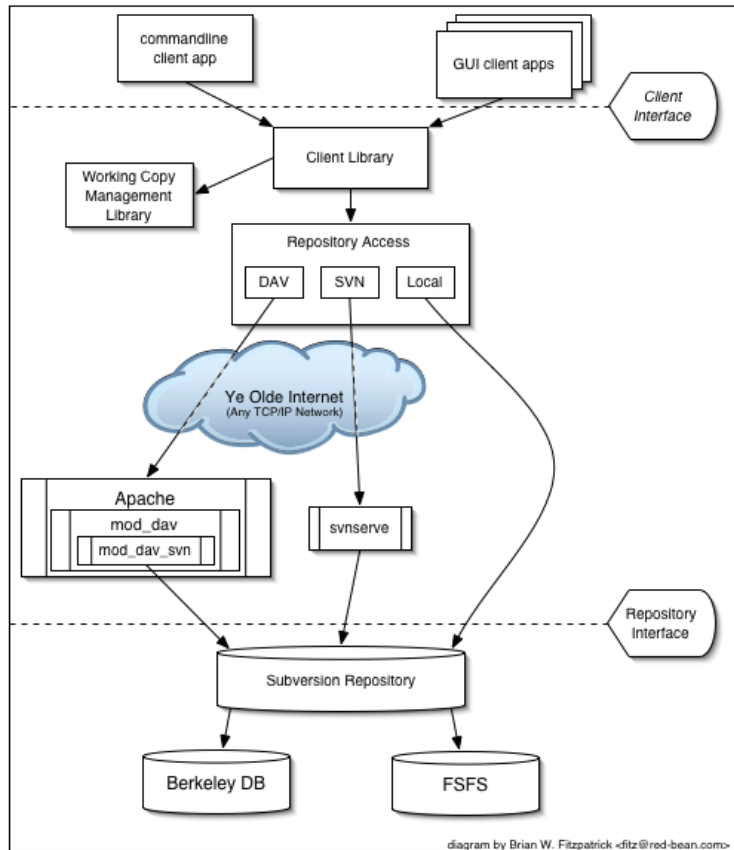 commandline
client app
GUI client apps
Client
Interface
Client Library
Working Copy
Management
Library
Repository Access
DAV
SVN
Local
Ye Olde Internet
(Any TCP/IP Network)
Apache
mod_dav
mod_dav_svn
svnserve
Repository
Interface
Subversion Repository
Berkeley DB
FSFS
diagram by Brian W. Fitzpatrick <fitz@red-bean.com>